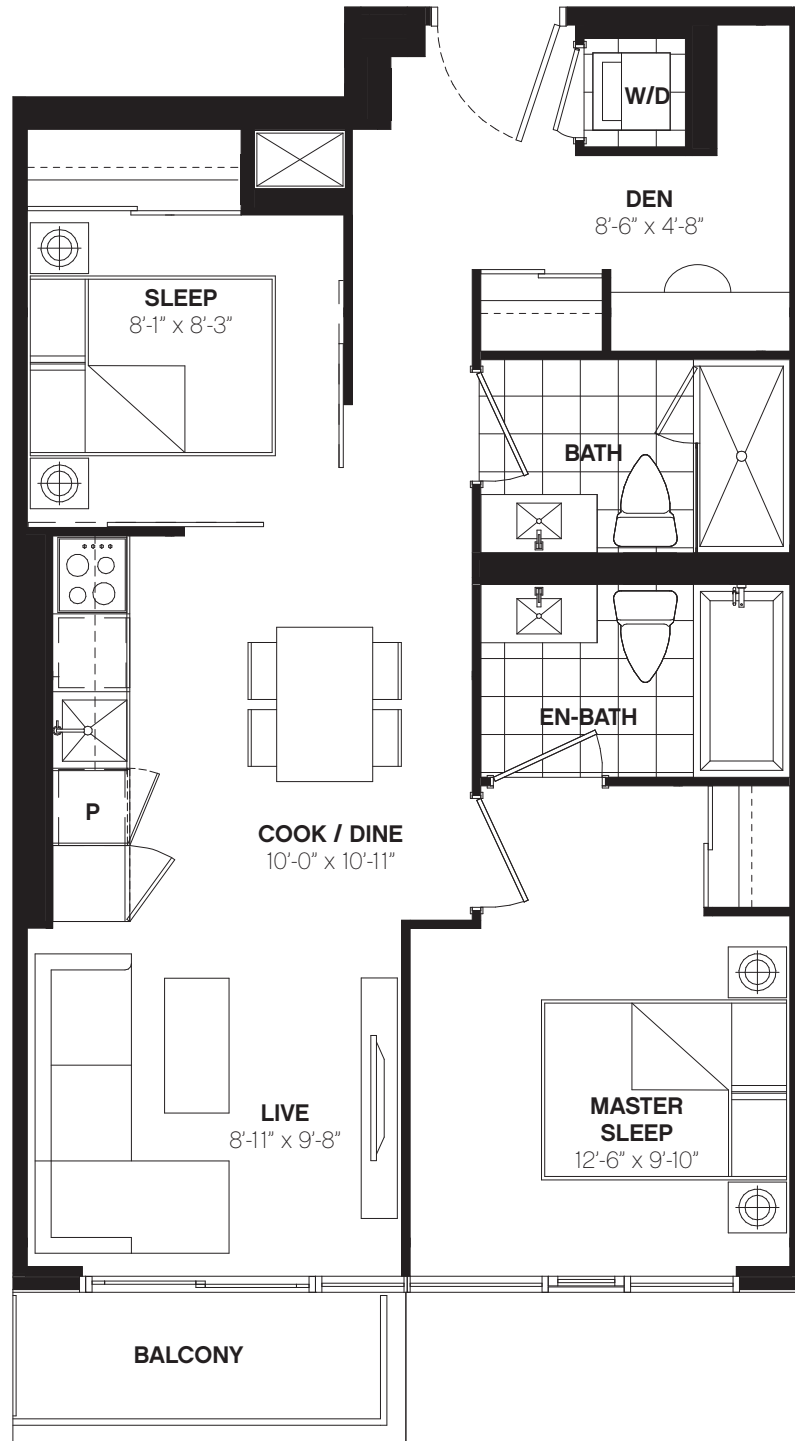 W/D
DEN
8'-6" x 4'-8"
SLEEP
8'-1" x 8'-3"
BATH
EN-BATH
P
COOK / DINE
10'-0" x 10'-11"
LIVE
8'-11" x 9'-8"
MASTER
SLEEP
12'-6" x 9'-10"
BALCONY